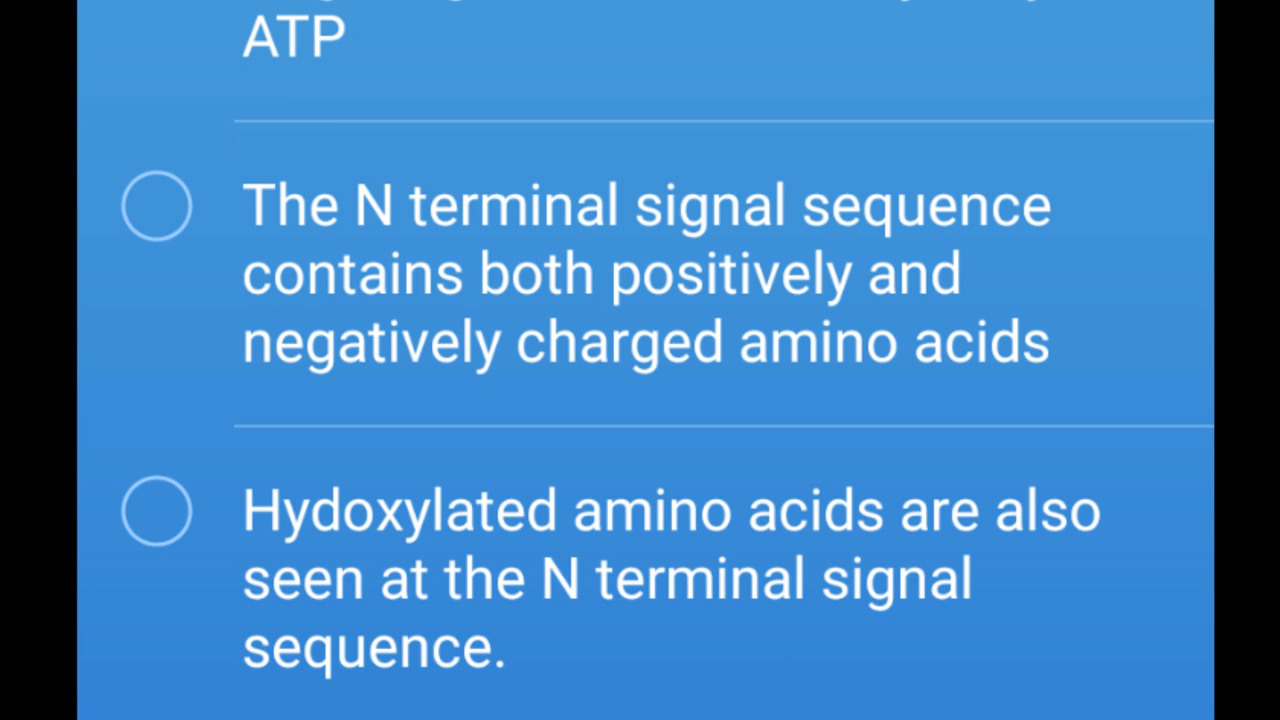 ATP
The N terminal signal sequence
contains both positively and
negatively charged amino acids
Hydoxylated amino acids are also
seen at the N terminal signal
sequence.